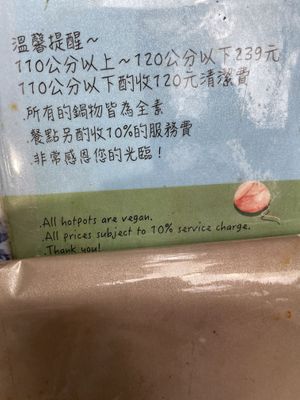 溫馨提醒～
110公分以上～120公分以下239元
110公分以下酌收120元清潔費
.所有的鍋物皆為全素
.餐點另酌收10%的服務費
.非常感恩您的光臨！
.All hotpots are vegan.
.All prices subject to 10% service charge.
.Thank you!